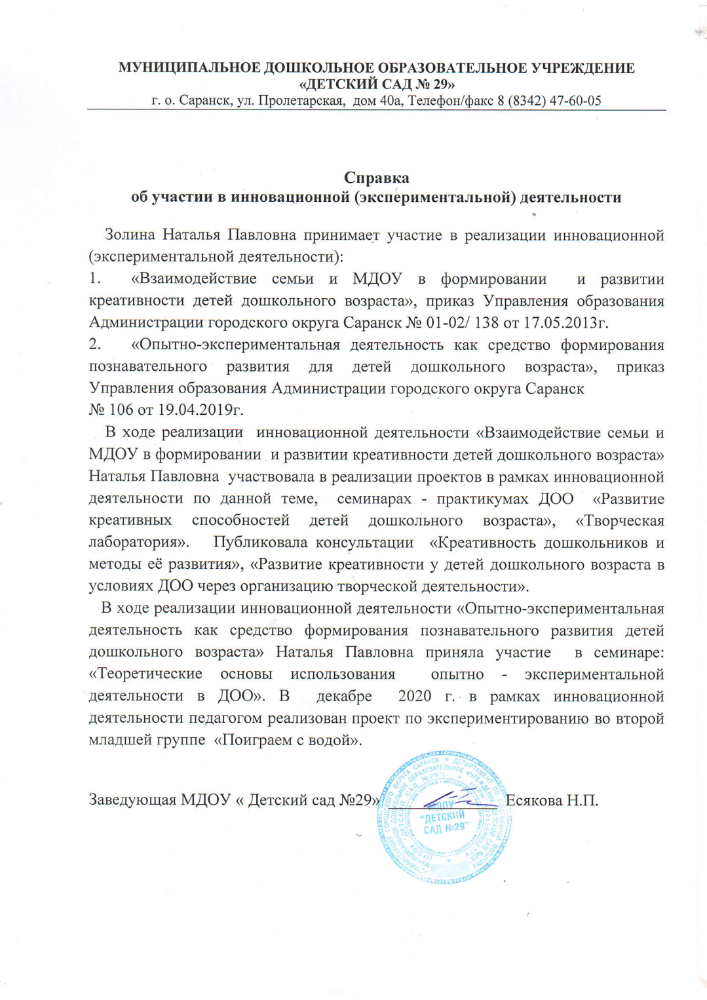 МУНИЦИПАЛЬНОЕ ДОШКОЛЬНОЕ ОБРАЗОВАТЕЛЬНОЕ УЧРЕЖДЕНИЕ
«ДЕТСКИЙ САД № 29»
г. о. Саранск, ул. Пролетарская, дом 40а, Телефон/факс 8 (8342) 47-60-05
Справка
об участии в инновационной (экспериментальной) деятельности
Золина Наталья Павловна принимает участие в реализации инновационной
(экспериментальной деятельности):
1. «Взаимодействие семьи и МДОУ в формировании и развитии
креативности детей дошкольного возраста», приказ Управления образования
Администрации городского округа Саранск № 01-02/ 138 от 17.05.2013г.
2. «Опытно-экспериментальная деятельность как средство формирования
познавательного развития для детей дошкольного возраста», приказ
Управления образования Администрации городского округа Саранск
№ 106 от 19.04.2019г.
В ходе реализации инновационной деятельности «Взаимодействие семьи и
МДОУ в формировании и развитии креативности детей дошкольного возраста»
Наталья Павловна участвовала в реализации проектов в рамках инновационной
деятельности по данной теме, семинарах - практикумах ДОО «Развитие
креативных способностей детей дошкольного возраста», «Творческая
лаборатория». Публиковала консультации «Креативность дошкольников и
методы её развития», «Развитие креативности у детей дошкольного возраста в
условиях ДОО через организацию творческой деятельности».
В ходе реализации инновационной деятельности «Опытно-экспериментальная
деятельность как средство формирования познавательного развития детей
дошкольного возраста» Наталья Павловна приняла участие в семинаре:
«Теоретические основы использования опытно - экспериментальной
деятельности в ДОО». В декабре 2020 г. в рамках инновационной
деятельности педагогом реализован проект по экспериментированию во второй
младшей группе «Поиграем с водой».
Заведующая МДОУ « Детский сад №29» Есякова Н.П.
МДОУ
"ДЕТСКИЙ
САД №29"